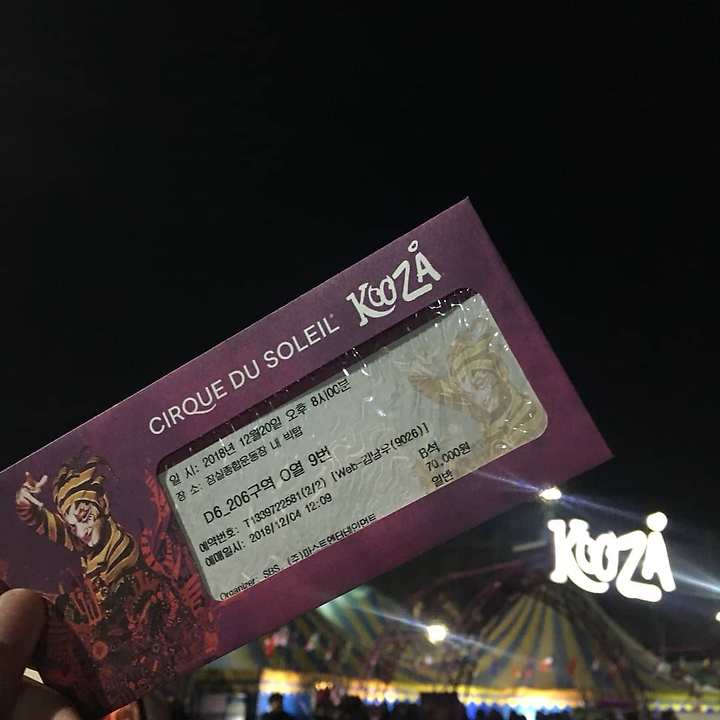 CIRQUE DU SOLEIL KOOZA
일 시: 2018년 12월20일 오후 8시00분
장 소: 잠실종합운동장 내 빅탑
D6_206구역 O열 9번
예약번호: T1339722581(2/2) [Web-김남우(9026)]
예매일시: 2018/12/04 12:09
B석
70,000원
일반
Organizer SBS (주)마스트엔터테인먼트
KOOZA